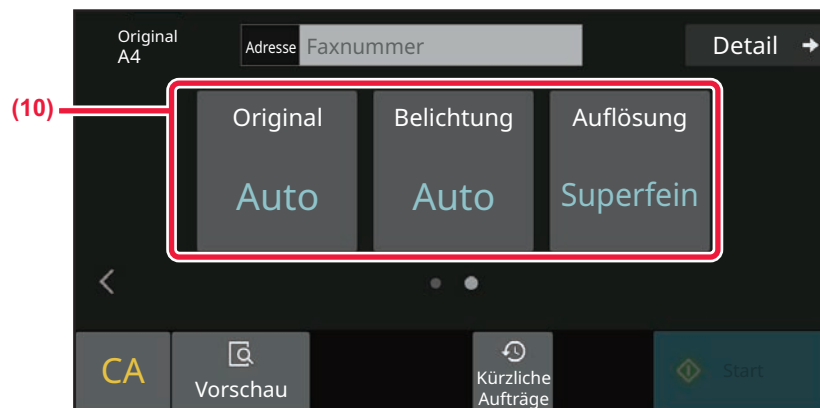 Original
A4
Adresse Faxnummer
Detail
(10)
Original Belichtung Auflösung
Auto Auto Superfein
CA
Vorschau
Kürzliche
Aufträge
Start